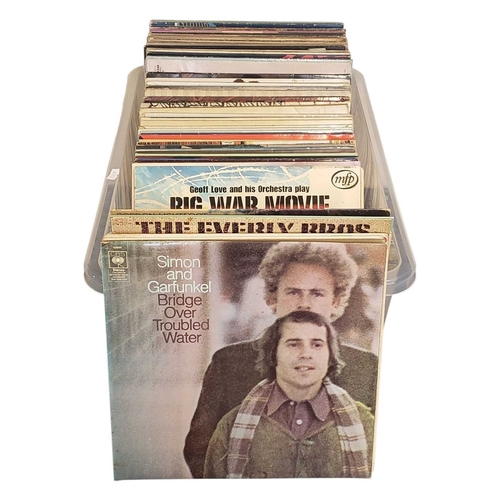 Geoff Love and his Orchestra play
mfp
BIG WAR MOVIE
THE EVERLY BROS
Simon
and
Garfunkel
Bridge
Over
Troubled
Water